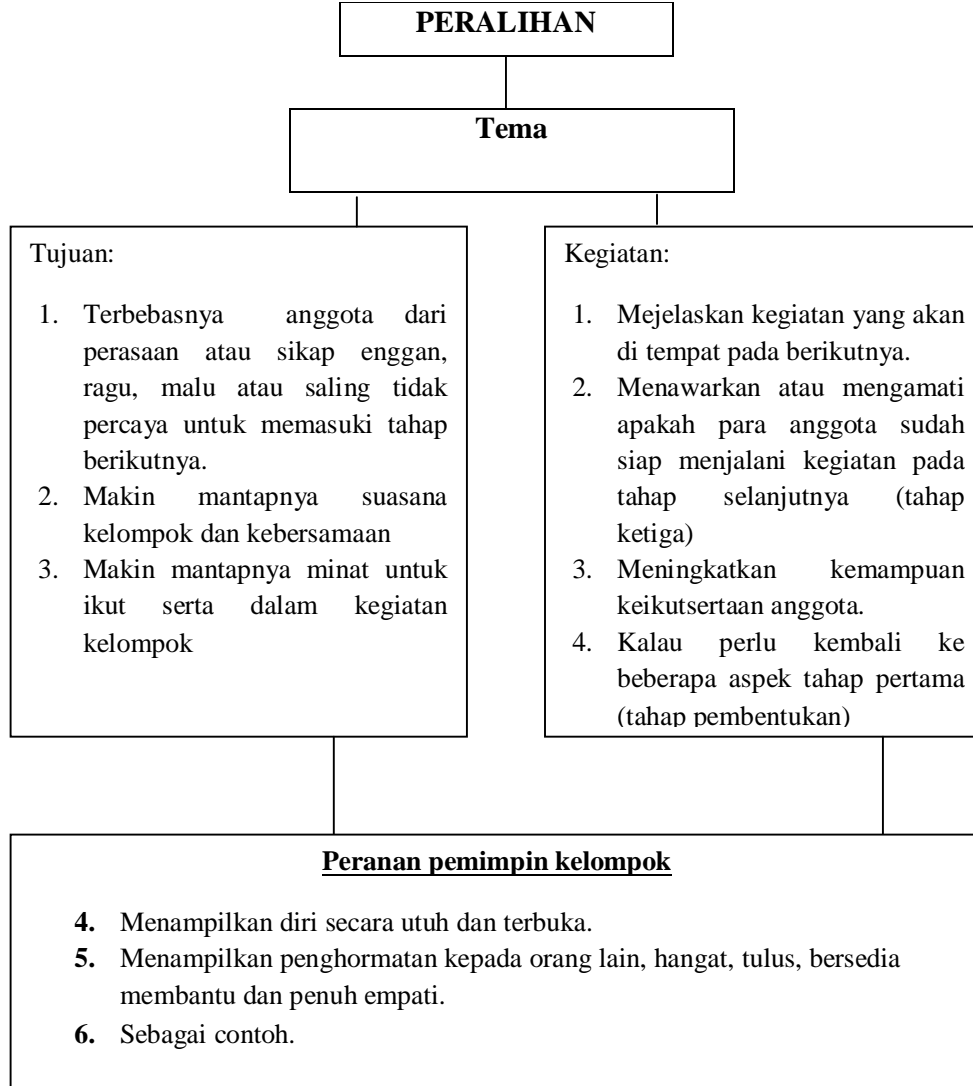 PERALIHAN
Tema
Tujuan:
1. Terbebasnya anggota dari
perasaan atau sikap enggan,
ragu, malu atau saling tidak
percaya untuk memasuki tahap
berikutnya.
2. Makin mantapnya suasana
kelompok dan kebersamaan
3. Makin mantapnya minat untuk
ikut serta dalam kegiatan
kelompok
Kegiatan:
1. Mejelaskan kegiatan yang akan
di tempat pada berikutnya.
2. Menawarkan atau mengamati
apakah para anggota sudah
siap menjalani kegiatan pada
tahap selanjutnya (tahap
ketiga)
3. Meningkatkan kemampuan
keikutsertaan anggota.
4. Kalau perlu kembali ke
beberapa aspek tahap pertama
(tahap pembentukan)
Peranan pemimpin kelompok
4. Menampilkan diri secara utuh dan terbuka.
5. Menampilkan penghormatan kepada orang lain, hangat, tulus, bersedia
membantu dan penuh empati.
6. Sebagai contoh.